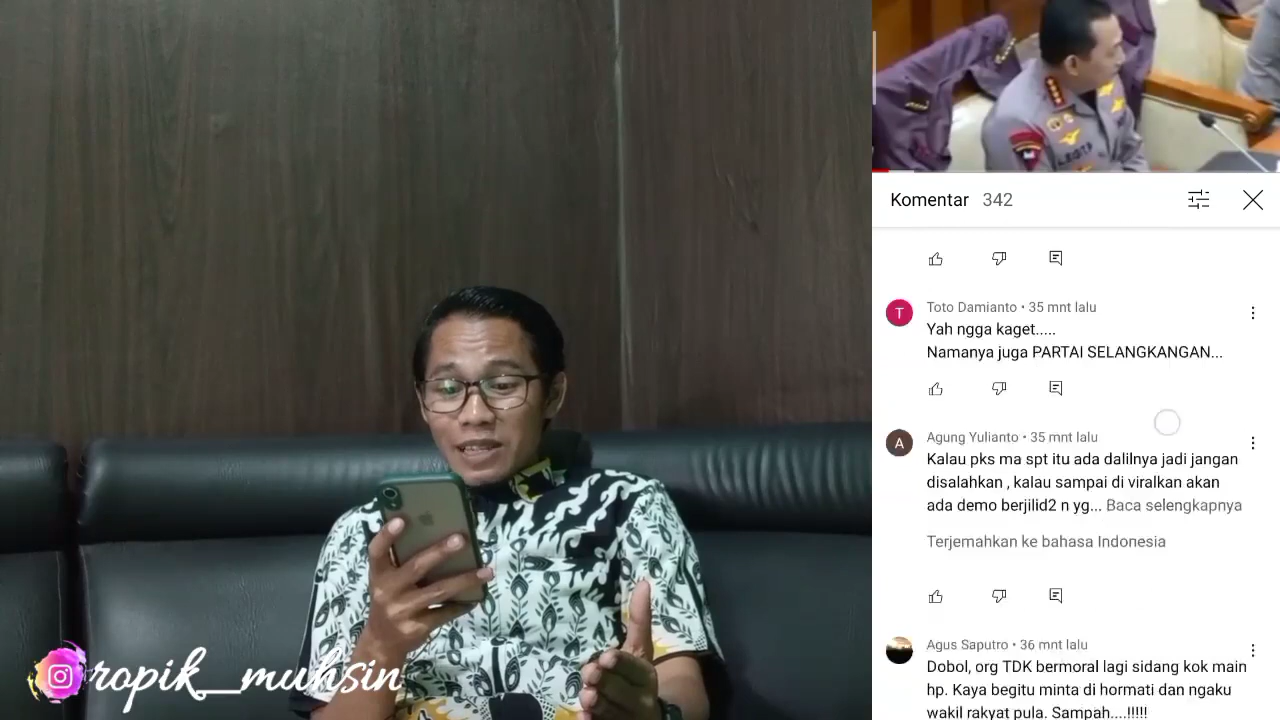 Komentar 342
Toto Damianto • 35 mnt lalu
Yah ngga kaget.....
Namanya juga PARTAI SELANGKANGAN...
Agung Yulianto • 35 mnt lalu
Kalau pks ma spt itu ada dalilnya jadi jangan
disalahkan , kalau sampai di viralkan akan
ada demo berjilid2 n yg... Baca selengkapnya
Terjemahkan ke bahasa Indonesia
Agus Saputro • 36 mnt lalu
Dobol, org TDK bermoral lagi sidang kok main
hp. Kaya begitu minta di hormati dan ngaku
wakil rakyat pula. Sampah....!!!!!
T
A
ropik_muhsin